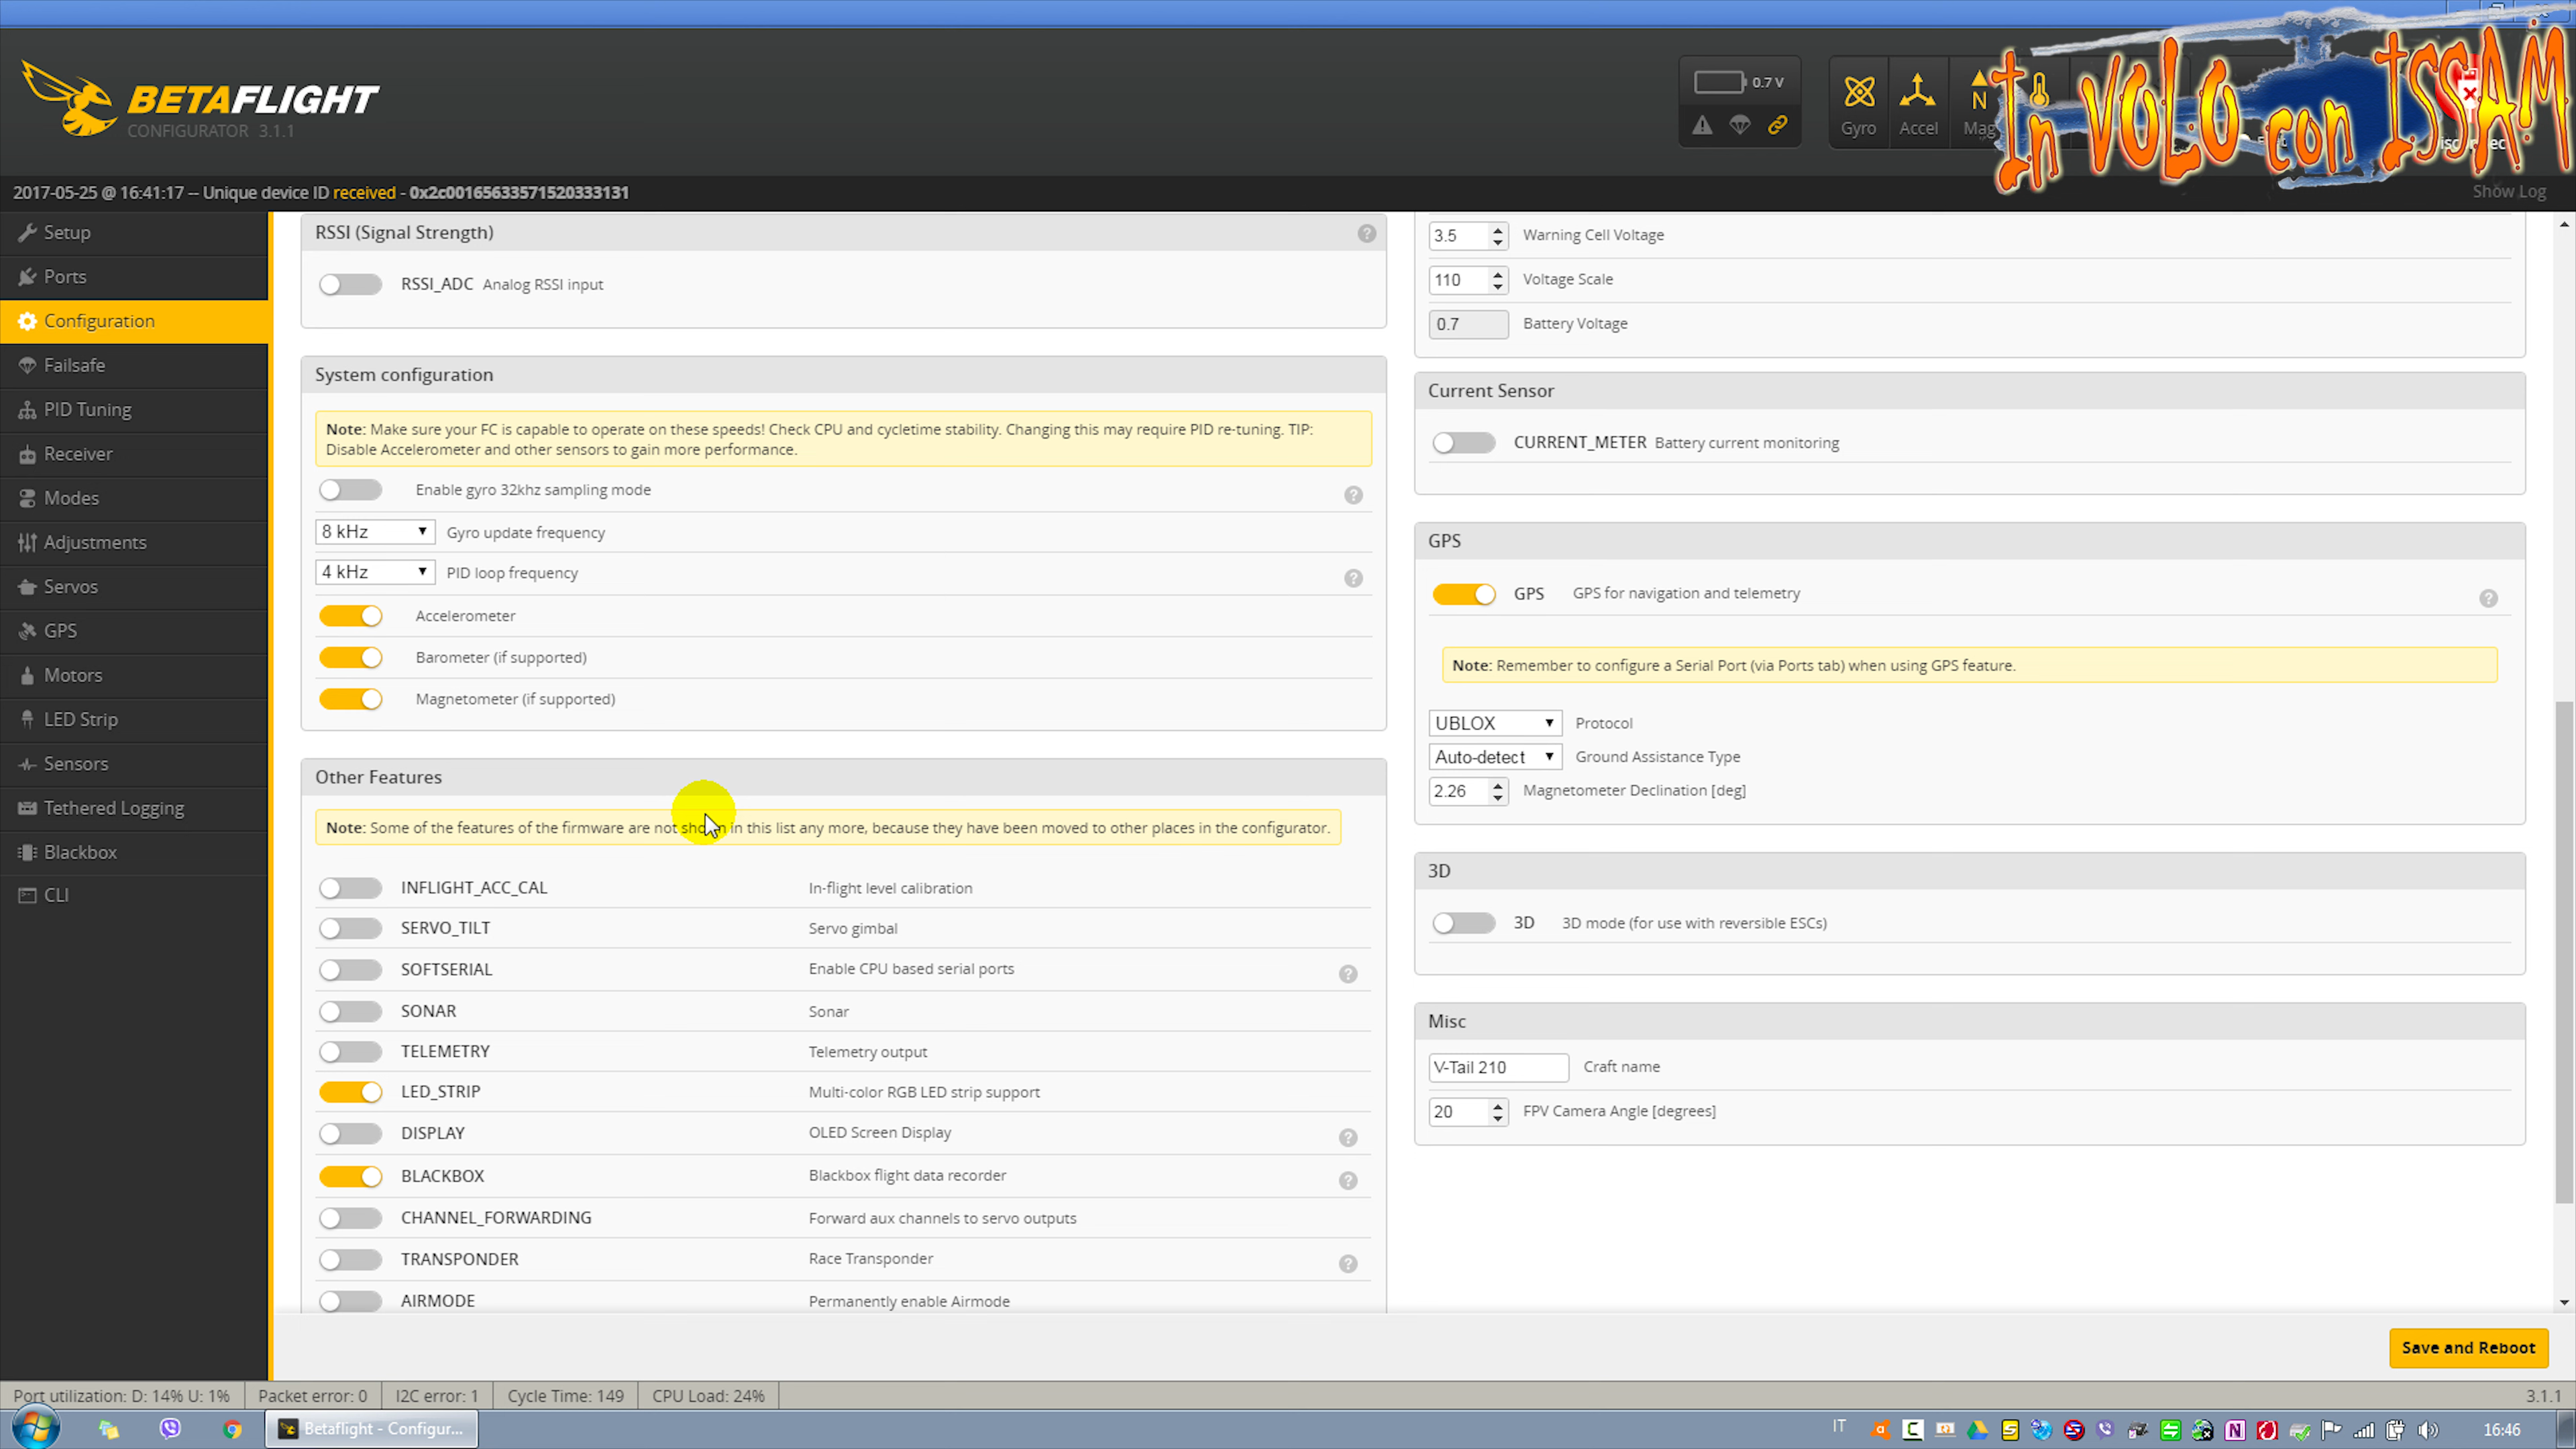 BETAFLIGHT
CONFIGURATOR 3.1.1
0.7 V
Gyro
Accel
Mag
In VOLO con ISSAM
2017-05-25 @ 16:41:17 -- Unique device ID received - 0x2c00165633571520333131
Show Log
Setup
Ports
Configuration
Failsafe
PID Tuning
Receiver
Modes
Adjustments
Servos
GPS
Motors
LED Strip
Sensors
Tethered Logging
Blackbox
CLI
RSSI (Signal Strength)
RSSI_ADC Analog RSSI input
System configuration
Note: Make sure your FC is capable to operate on these speeds! Check CPU and cycletime stability. Changing this may require PID re-tuning. TIP:
Disable Accelerometer and other sensors to gain more performance.
Enable gyro 32khz sampling mode
8 kHz Gyro update frequency
4 kHz PID loop frequency
Accelerometer
Barometer (if supported)
Magnetometer (if supported)
Other Features
Note: Some of the features of the firmware are not shown in this list any more, because they have been moved to other places in the configurator.
INFLIGHT_ACC_CAL In-flight level calibration
SERVO_TILT Servo gimbal
SOFTSERIAL Enable CPU based serial ports
SONAR Sonar
TELEMETRY Telemetry output
LED_STRIP Multi-color RGB LED strip support
DISPLAY OLED Screen Display
BLACKBOX Blackbox flight data recorder
CHANNEL_FORWARDING Forward aux channels to servo outputs
TRANSPONDER Race Transponder
AIRMODE Permanently enable Airmode
3.5 Warning Cell Voltage
110 Voltage Scale
0.7 Battery Voltage
Current Sensor
CURRENT_METER Battery current monitoring
GPS
GPS GPS for navigation and telemetry
Note: Remember to configure a Serial Port (via Ports tab) when using GPS feature.
UBLOX Protocol
Auto-detect Ground Assistance Type
2.26 Magnetometer Declination [deg]
3D
3D 3D mode (for use with reversible ESCs)
Misc
V-Tail 210 Craft name
20 FPV Camera Angle [degrees]
Save and Reboot
Port utilization: D: 14% U: 1% Packet error: 0 I2C error: 1 Cycle Time: 149 CPU Load: 24% 3.1.1
Betaflight - Configur...
IT
16:46